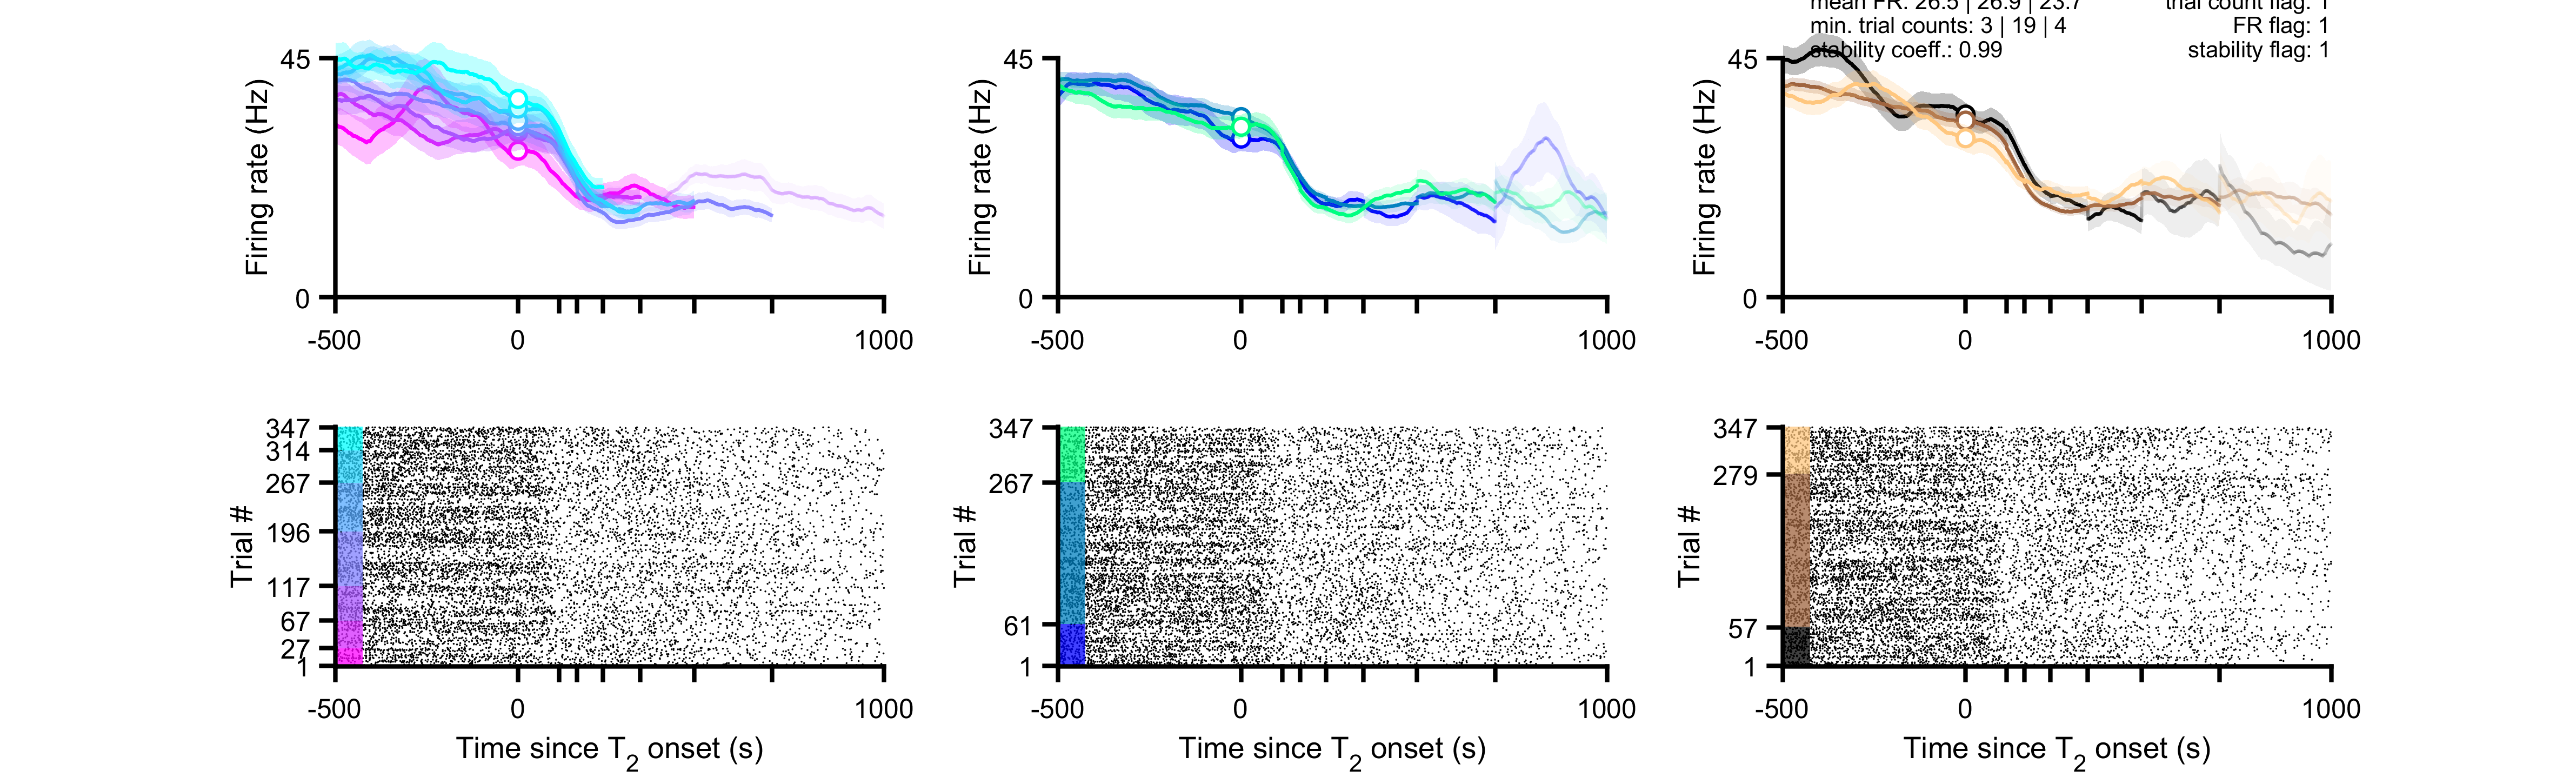 mean FR: 26.5 | 26.9 | 23.7
trial count flag: 1
min. trial counts: 3 | 19 | 4
FR flag: 1
stability coeff.: 0.99
stability flag: 1
45
Firing rate (Hz)
0
-500
0
1000
45
Firing rate (Hz)
0
-500
0
1000
45
Firing rate (Hz)
0
-500
0
1000
347
314
267
196
117
67
27
1
Trial #
-500
0
1000
Time since T2 onset (s)
347
267
61
1
Trial #
-500
0
1000
Time since T2 onset (s)
347
279
57
1
Trial #
-500
0
1000
Time since T2 onset (s)